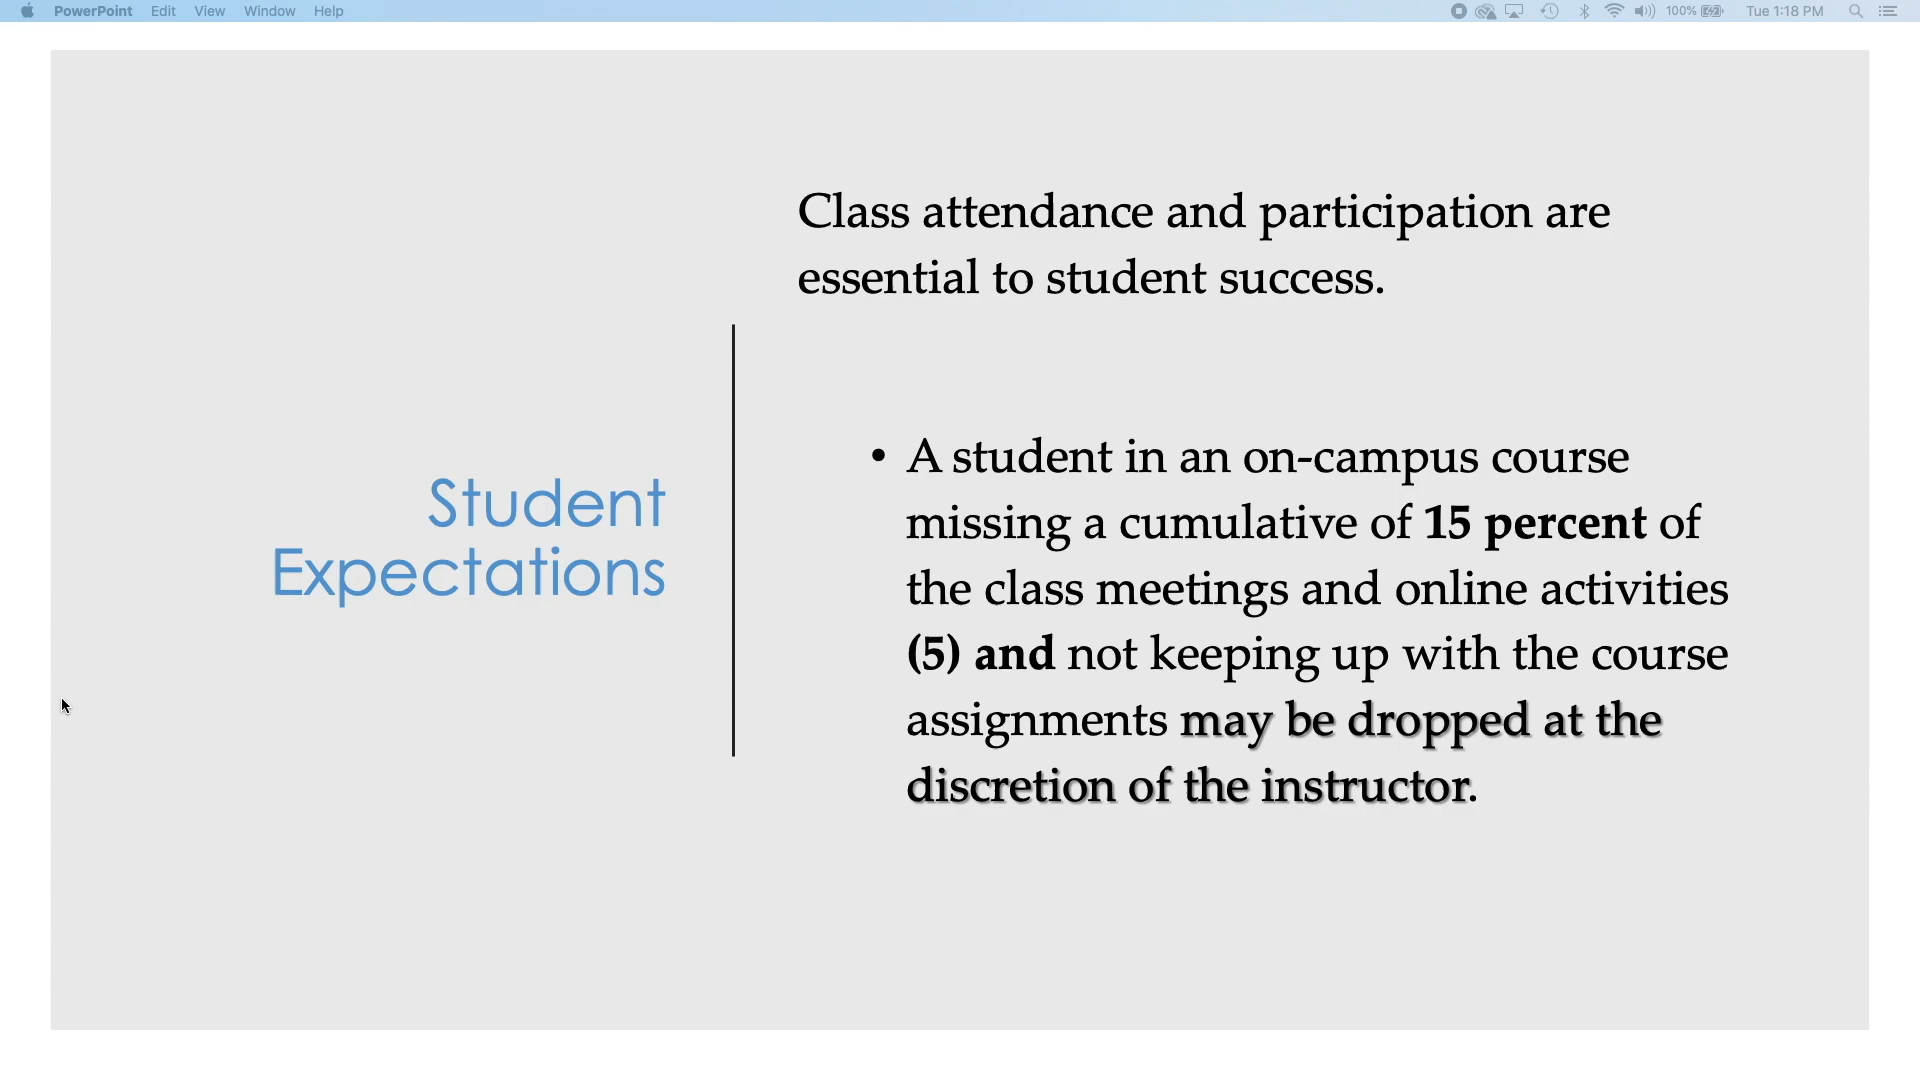 PowerPoint Edit View Window Help 100% Tue 1:18 PM
Student
Expectations
Class attendance and participation are
essential to student success.
• A student in an on-campus course
missing a cumulative of 15 percent of
the class meetings and online activities
(5) and not keeping up with the course
assignments may be dropped at the
discretion of the instructor.